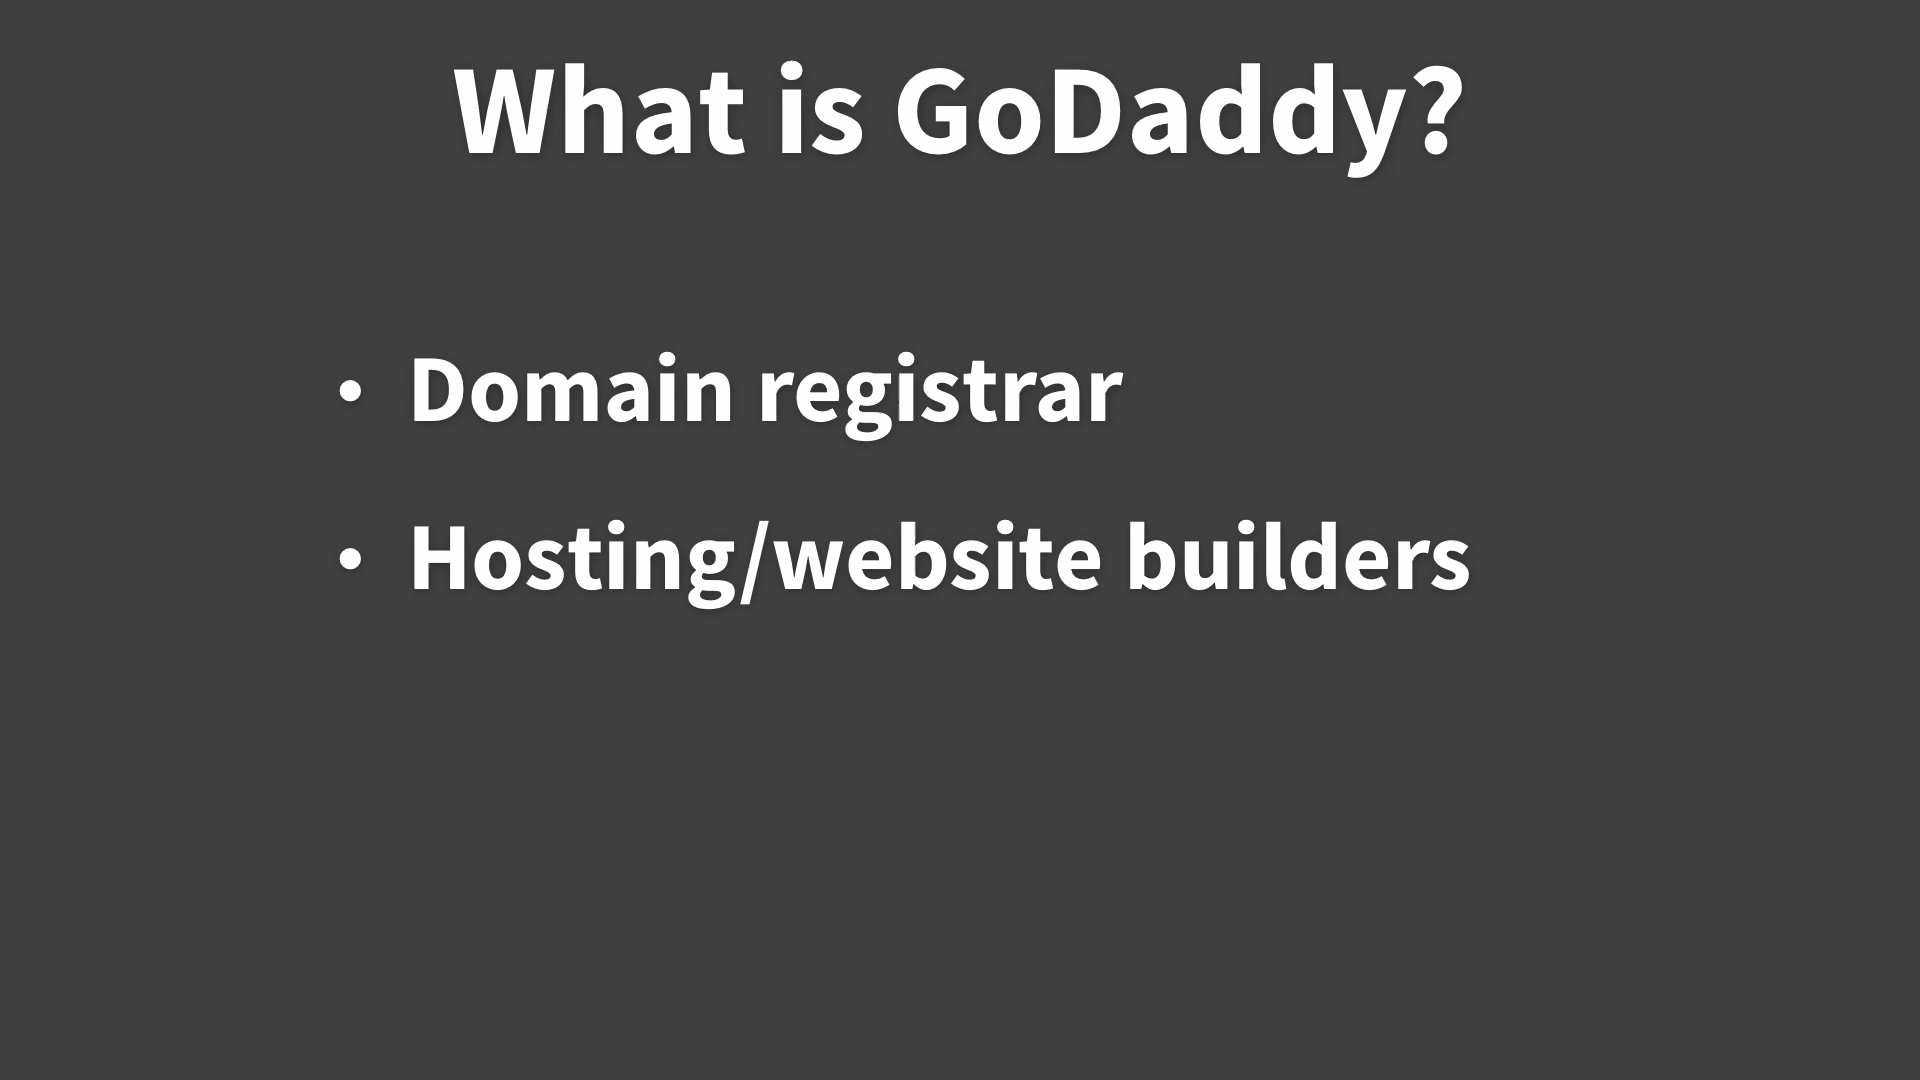 What is GoDaddy?
• Domain registrar
• Hosting/website builders